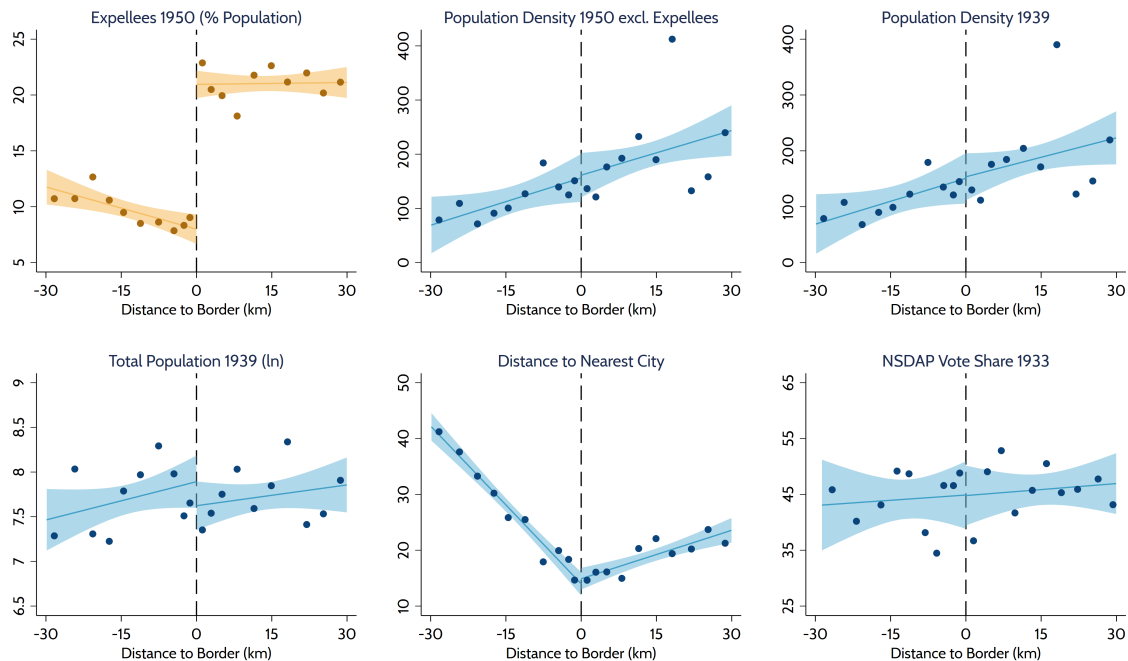 Expellees 1950 (% Population)
25
20
15
10
5
-30 -15 0 15 30
Distance to Border (km)
Population Density 1950 excl. Expellees
400
300
200
100
0
-30 -15 0 15 30
Distance to Border (km)
Population Density 1939
400
200
100
0
-30 -15 0 15 30
Distance to Border (km)
Total Population 1939 (ln)
9
8.5
8
7.5
7
6.5
-30 -15 0 15 30
Distance to Border (km)
Distance to Nearest City
50
40
30
20
10
-30 -15 0 15 30
Distance to Border (km)
NSDAP Vote Share 1933
65
55
45
35
25
-30 -15 0 15 30
Distance to Border (km)